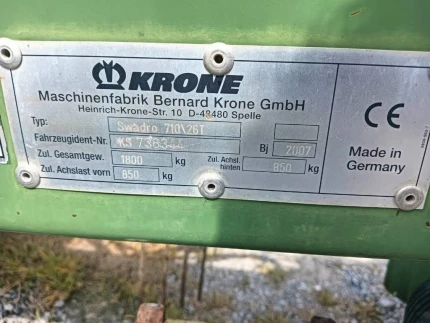 KRONE
Maschinenfabrik Bernard Krone GmbH
Heinrich-Krone-Str. 10 D-48480 Spelle
CE
Typ: Swadro 710\26T
Fahrzeugident-Nr. Bj 2007
Zul. Gesamtgew. 1800 kg Zul. Achsl. hinten 850 kg
Zul. Achslast vorn 850 kg
Made in
Germany